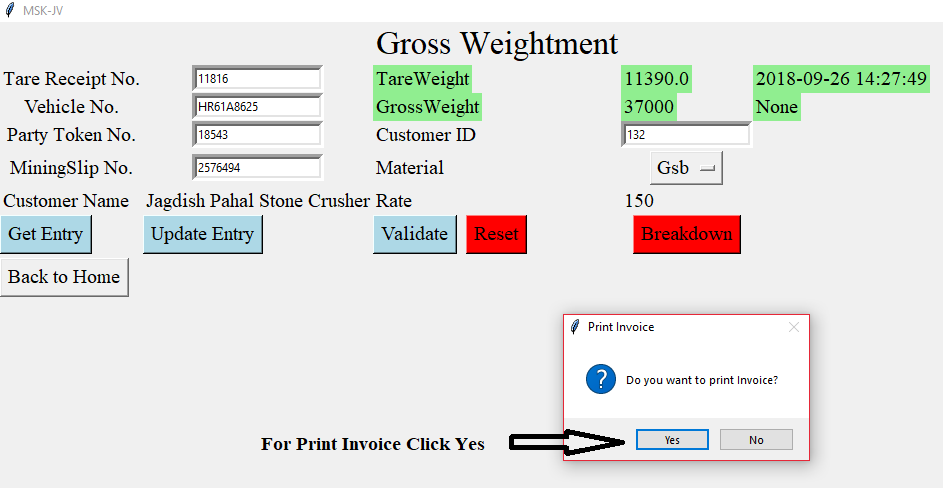 MSK-JV
Gross Weightment
Tare Receipt No. 11816 TareWeight 11390.0 2018-09-26 14:27:49
Vehicle No. HR61A8625 GrossWeight 37000 None
Party Token No. 18543 Customer ID 132
MiningSlip No. 2576494 Material Gsb
Customer Name Jagdish Pahal Stone Crusher Rate 150
Get Entry Update Entry Validate Reset Breakdown
Back to Home
Print Invoice
Do you want to print Invoice?
For Print Invoice Click Yes Yes No